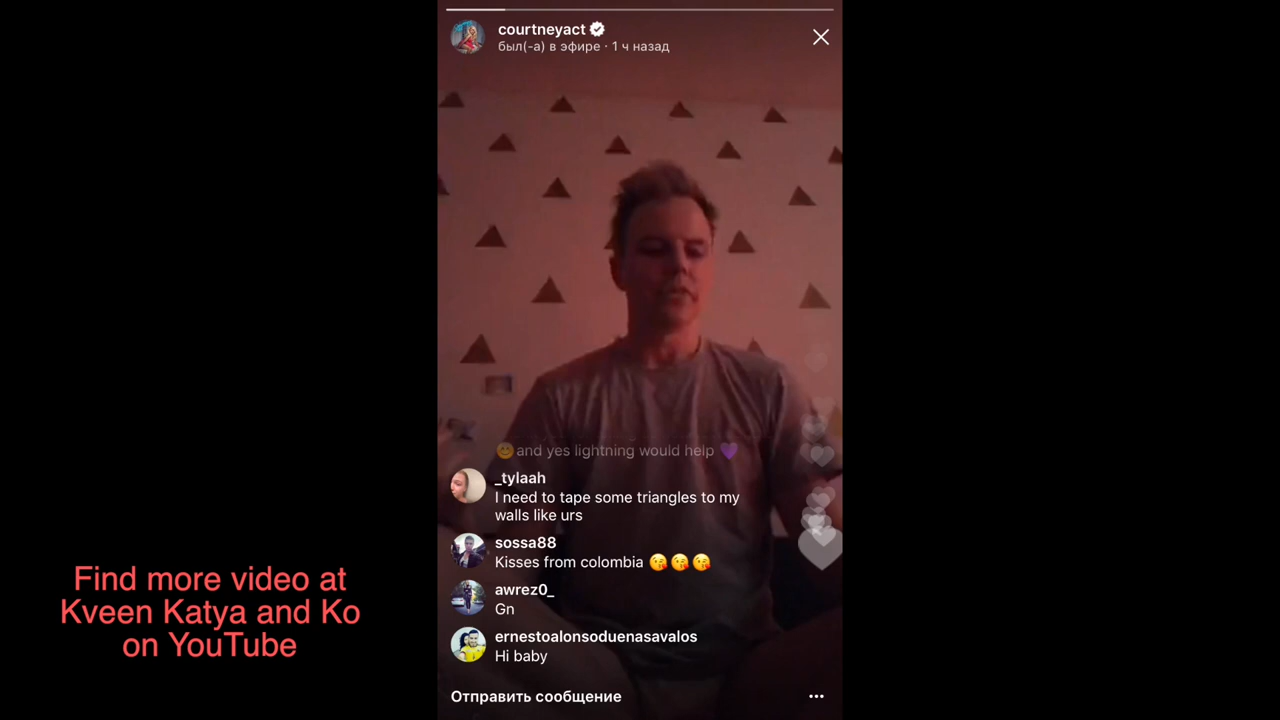 courtneyact
был(-а) в эфире · 1 ч назад
😊and yes lightning would help 💜
_tylaah
I need to tape some triangles to my
walls like urs
sossa88
Kisses from colombia 😘😘😘
awrez0_
Gn
ernestoalonsoduenasavalos
Hi baby
Отправить сообщение
Find more video at
Kveen Katya and Ko
on YouTube